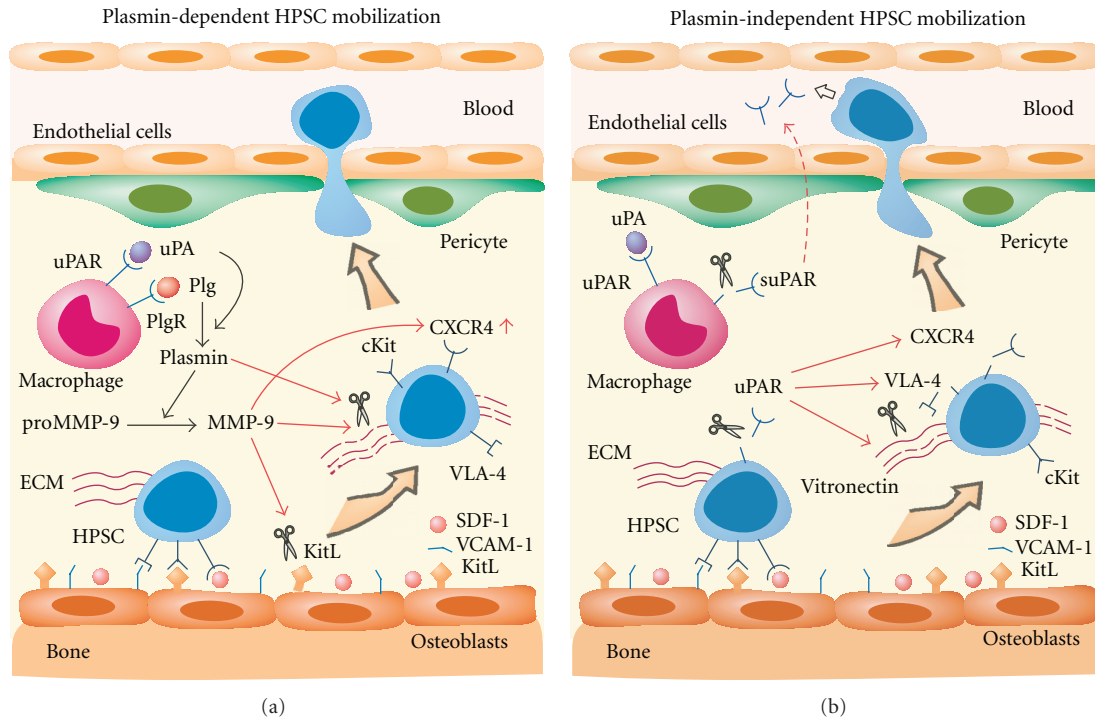 Plasmin-dependent HPSC mobilization
Blood
Endothelial cells
Pericyte
uPA
uPAR
Plg
PlgR
CXCR4
cKit
Plasmin
Macrophage
proMMP-9
MMP-9
VLA-4
ECM
HPSC
KitL
SDF-1
VCAM-1
KitL
Osteoblasts
Bone
(a)
Plasmin-independent HPSC mobilization
Blood
Endothelial cells
Pericyte
uPA
uPAR
suPAR
CXCR4
Macrophage
uPAR
VLA-4
ECM
Vitronectin
cKit
HPSC
SDF-1
VCAM-1
KitL
Osteoblasts
Bone
(b)